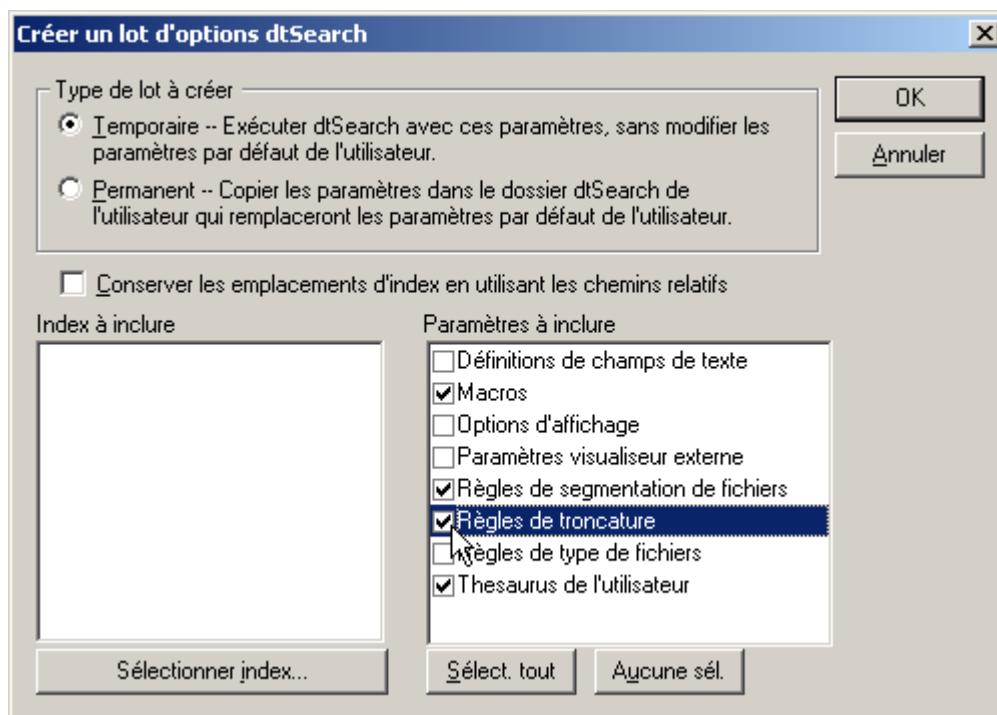 Créer un lot d'options dtSearch
Type de lot à créer
Temporaire -- Exécuter dtSearch avec ces paramètres, sans modifier les
paramètres par défaut de l'utilisateur.
Permanent -- Copier les paramètres dans le dossier dtSearch de
l'utilisateur qui remplaceront les paramètres par défaut de l'utilisateur.
OK
Annuler
Conserver les emplacements d'index en utilisant les chemins relatifs
Index à inclure
Paramètres à inclure
Définitions de champs de texte
Macros
Options d'affichage
Paramètres visualiseur externe
Règles de segmentation de fichiers
Règles de troncature
Règles de type de fichiers
Thesaurus de l'utilisateur
Sélectionner index...
Sélect. tout
Aucune sél.